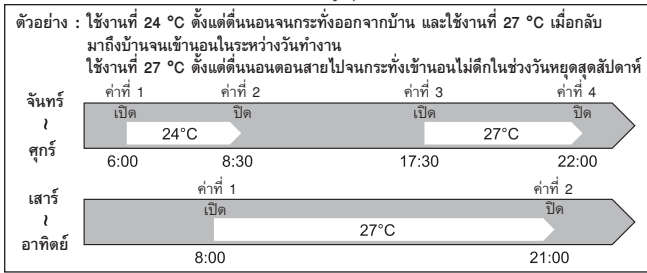 ตัวอย่าง : ใช้งานที่ 24 °C ตั้งแต่ตื่นนอนจนกระทั่งออกจากบ้าน และใช้งานที่ 27 °C เมื่อกลับ
มาถึงบ้านจนเข้านอนในระหว่างวันทำงาน
ใช้งานที่ 27 °C ตั้งแต่ตื่นนอนตอนสายไปจนกระทั่งเข้านอนไม่ดึกในช่วงวันหยุดสุดสัปดาห์
จันทร์ ~ ศุกร์
ค่าที่ 1 ค่าที่ 2 ค่าที่ 3 ค่าที่ 4
เปิด ปิด เปิด ปิด
24°C 27°C
6:00 8:30 17:30 22:00
เสาร์ ~ อาทิตย์
ค่าที่ 1 ค่าที่ 2
เปิด ปิด
27°C
8:00 21:00